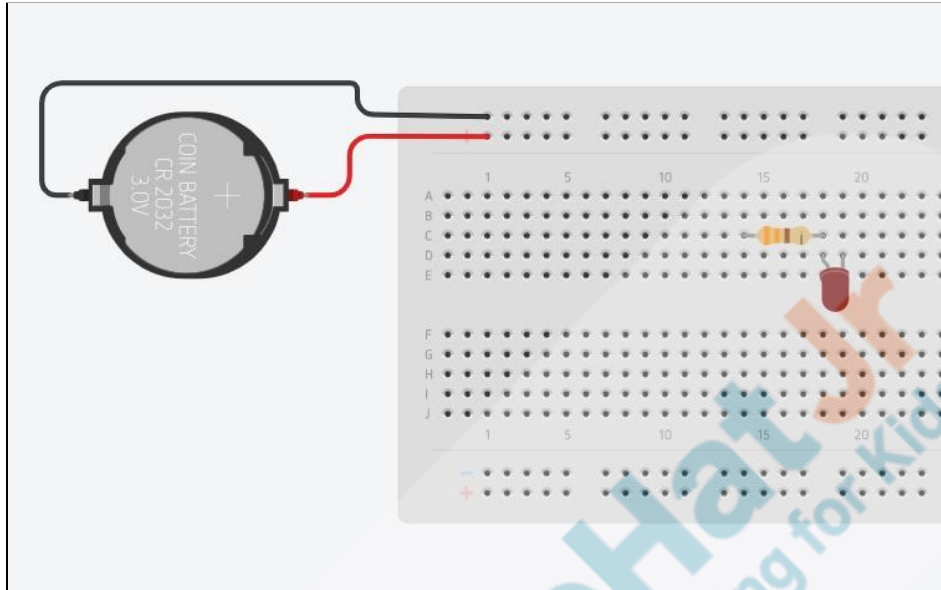 COIN BATTERY
CR 2032
3.0V
+
+
1 5 10 15 20
A
B
C
D
E
F
G
H
I
J
1 5 10 15 20
-
+
Hat Jr
ng for Kid